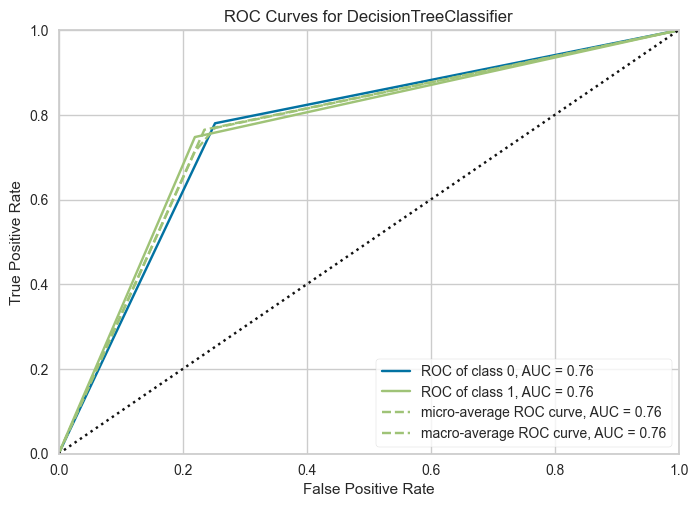 ROC Curves for DecisionTreeClassifier
1.0
0.8
0.6
0.4
0.2
0.0
True Positive Rate
0.0 0.2 0.4 0.6 0.8 1.0
False Positive Rate
ROC of class 0, AUC = 0.76
ROC of class 1, AUC = 0.76
micro-average ROC curve, AUC = 0.76
macro-average ROC curve, AUC = 0.76